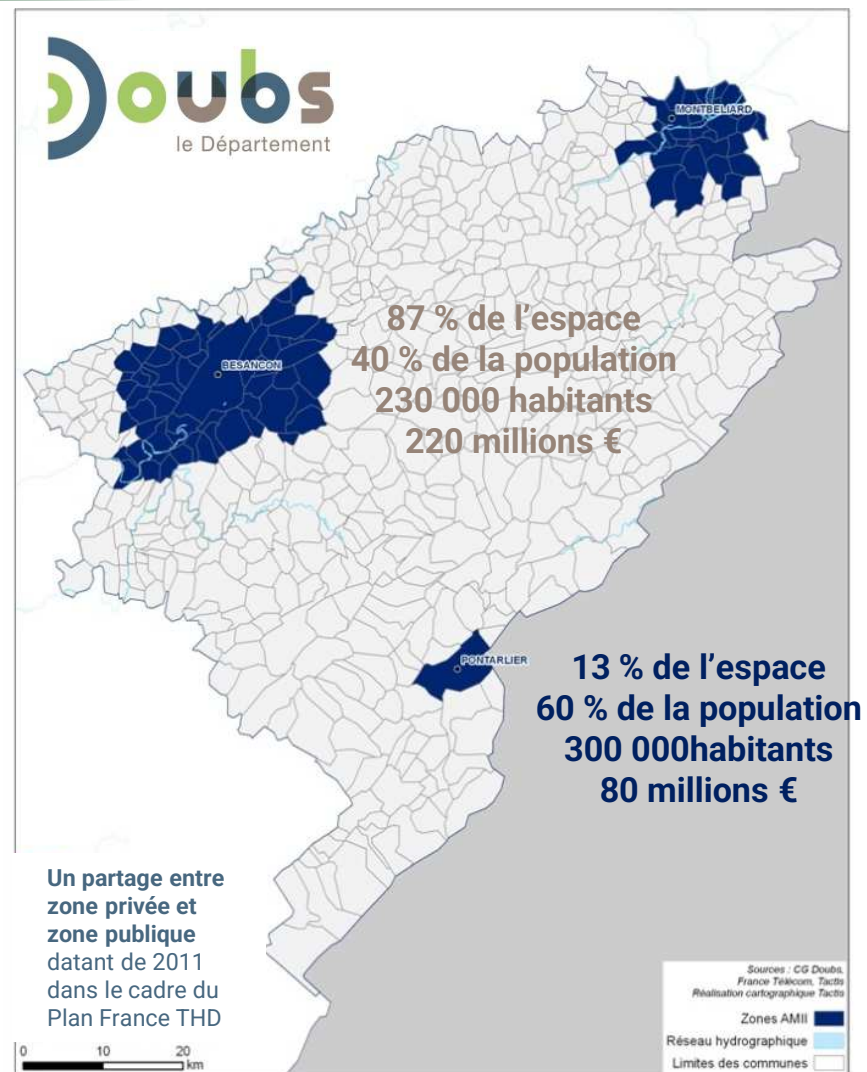 Doubs
le Département
MONTBELIARD
87 % de l'espace
40 % de la population
230 000 habitants
220 millions €
BESANCON
PONTARLIER
13 % de l'espace
60 % de la population
300 000habitants
80 millions €
Un partage entre
zone privée et
zone publique
datant de 2011
dans le cadre du
Plan France THD
0 10 20
km
Sources : CG Doubs,
France Télécom, Tactis
Réalisation cartographique Tactis
Zones AMII
Réseau hydrographique
Limites des communes